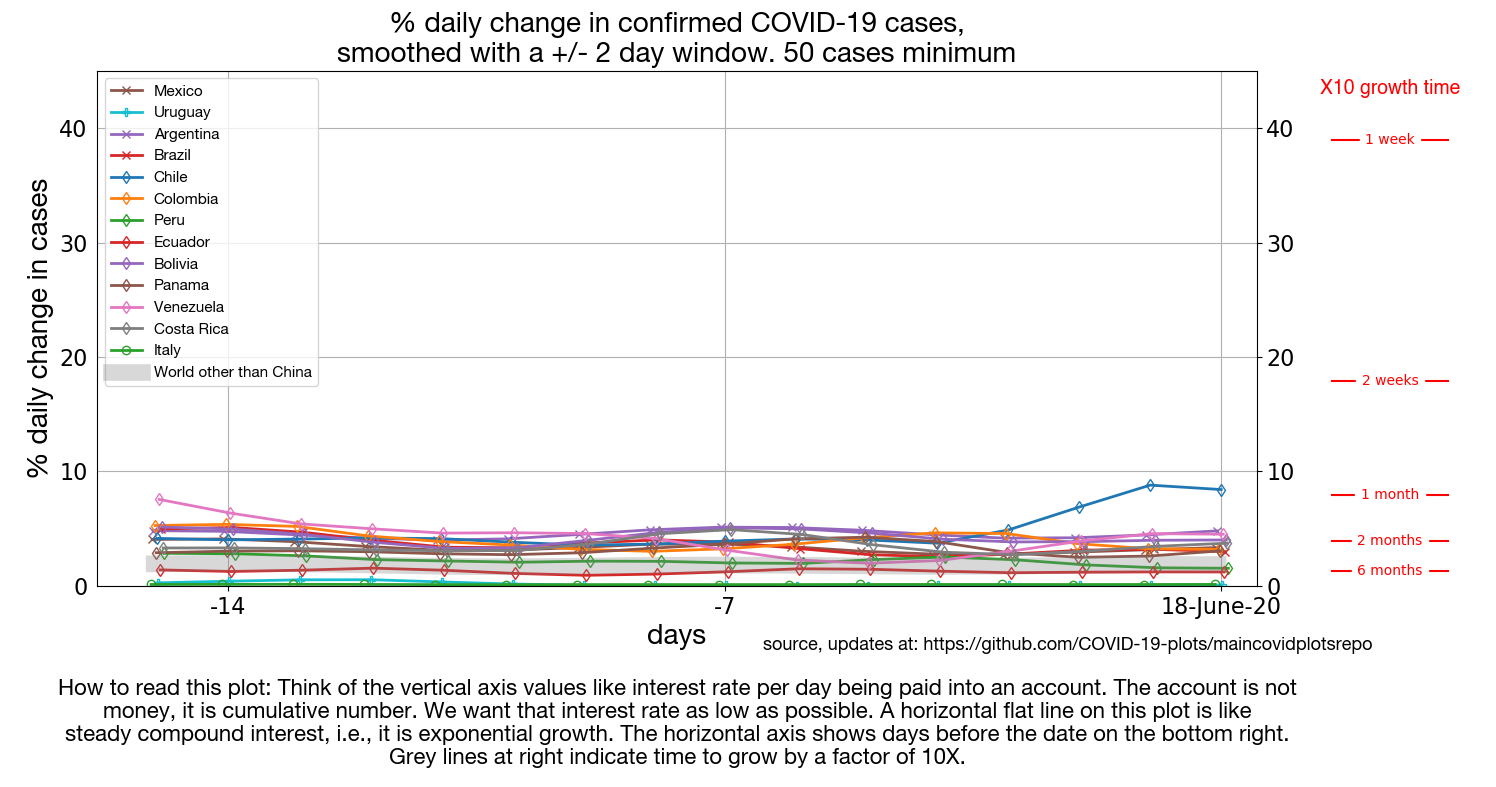 % daily change in confirmed COVID-19 cases,
smoothed with a +/- 2 day window. 50 cases minimum
X10 growth time
Mexico
Uruguay
Argentina
Brazil
Chile
Colombia
Peru
Ecuador
Bolivia
Panama
Venezuela
Costa Rica
Italy
World other than China
% daily change in cases
40
30
20
10
0
40
30
20
10
0
1 week
2 weeks
1 month
2 months
6 months
-14
-7
18-June-20
days
source, updates at: https://github.com/COVID-19-plots/maincovidplotsrepo
How to read this plot: Think of the vertical axis values like interest rate per day being paid into an account. The account is not
money, it is cumulative number. We want that interest rate as low as possible. A horizontal flat line on this plot is like
steady compound interest, i.e., it is exponential growth. The horizontal axis shows days before the date on the bottom right.
Grey lines at right indicate time to grow by a factor of 10X.